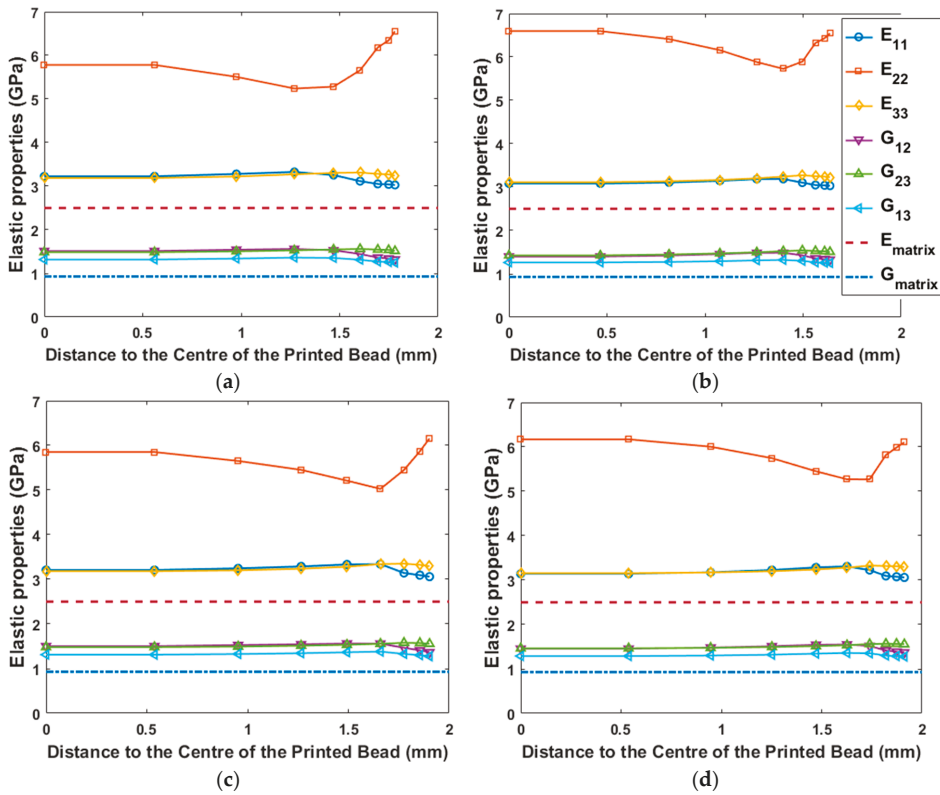 7
6
5
4
3
2
1
0
Elastic properties (GPa)
0 0.5 1 1.5 2
Distance to the Centre of the Printed Bead (mm)
(a)
7
6
5
4
3
2
1
0
Elastic properties (GPa)
0 0.5 1 1.5 2
Distance to the Centre of the Printed Bead (mm)
(b)
E11
E22
E33
G12
G23
G13
Ematrix
Gmatrix
7
6
5
4
3
2
1
0
Elastic properties (GPa)
0 0.5 1 1.5 2
Distance to the Centre of the Printed Bead (mm)
(c)
7
6
5
4
3
2
1
0
Elastic properties (GPa)
0 0.5 1 1.5 2
Distance to the Centre of the Printed Bead (mm)
(d)